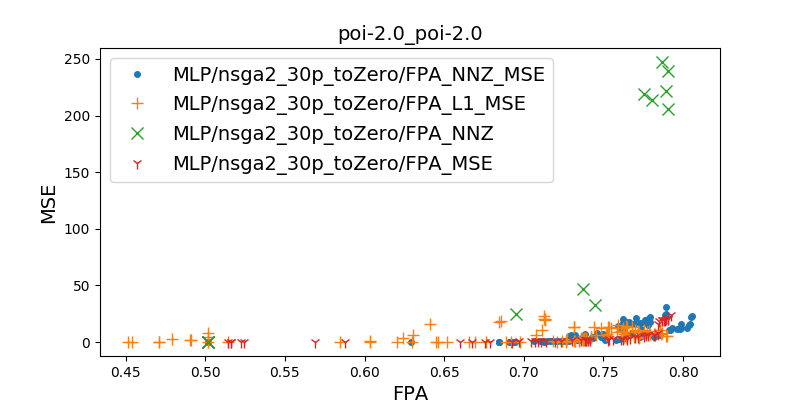 poi-2.0_poi-2.0
MLP/nsga2_30p_toZero/FPA_NNZ_MSE
MLP/nsga2_30p_toZero/FPA_L1_MSE
MLP/nsga2_30p_toZero/FPA_NNZ
MLP/nsga2_30p_toZero/FPA_MSE
250
200
150
100
50
0
MSE
0.45 0.50 0.55 0.60 0.65 0.70 0.75 0.80
FPA